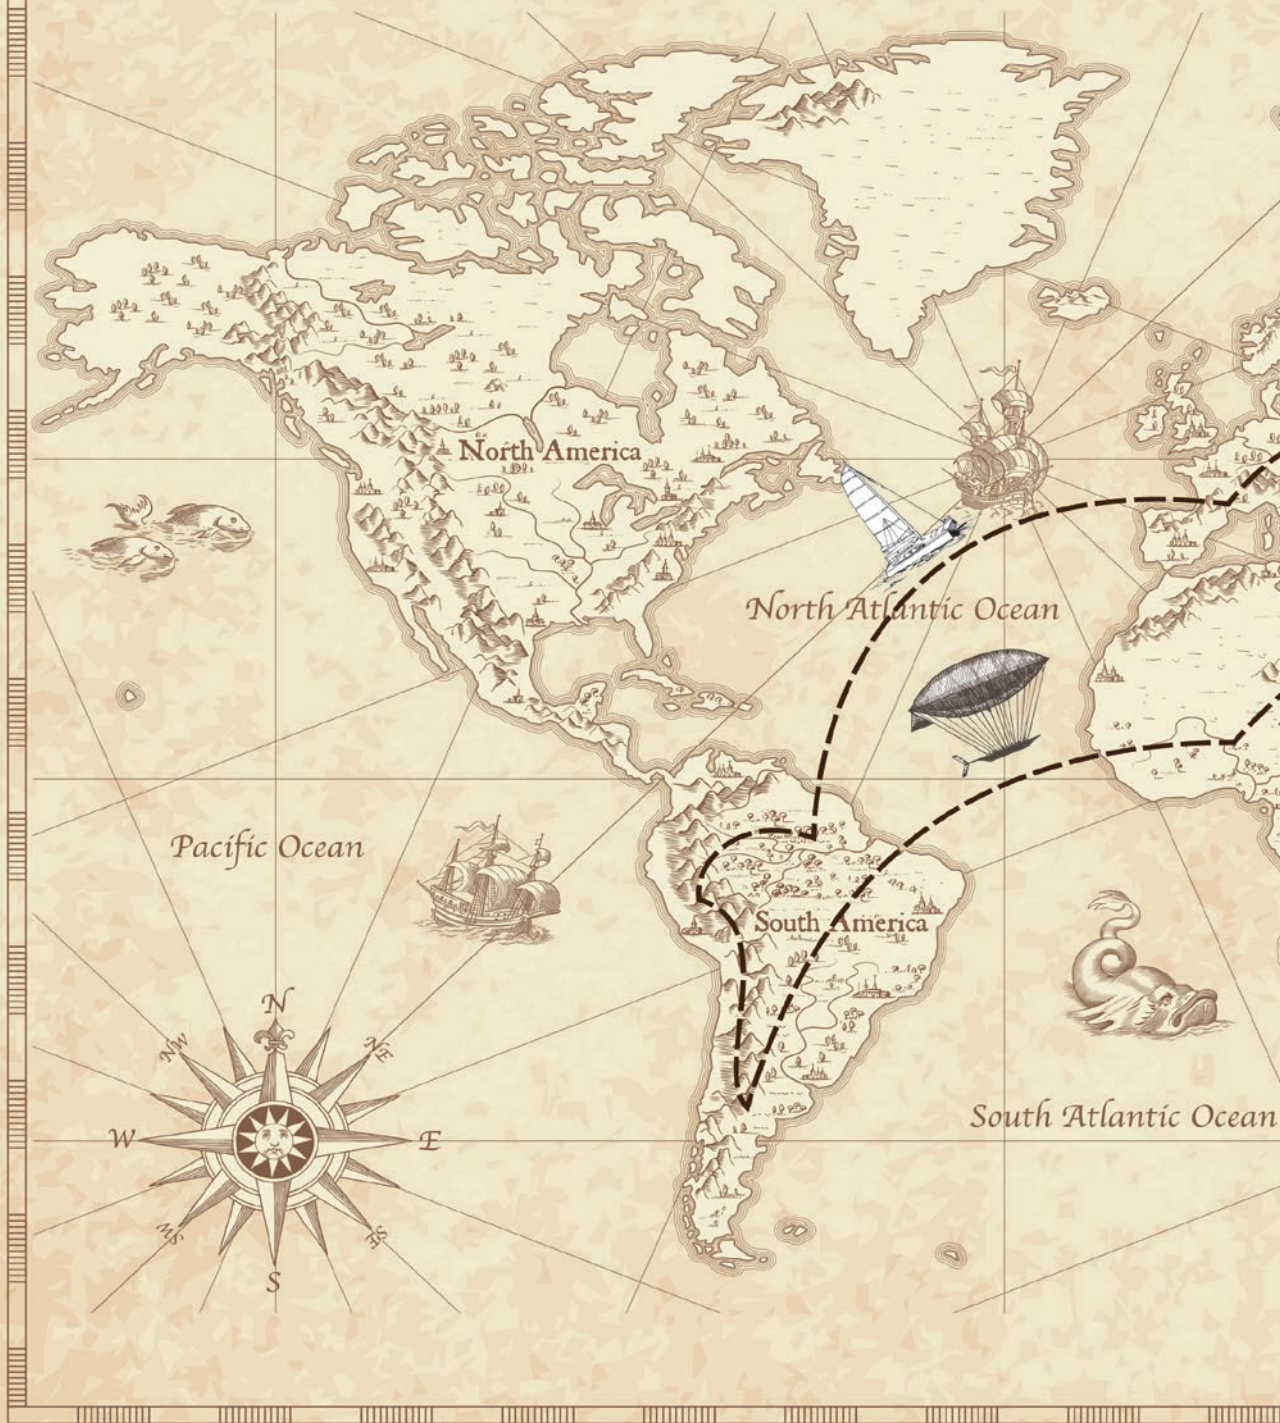 North America
North Atlantic Ocean
Pacific Ocean
South America
N
NW
NE
W
E
South Atlantic Ocean
SW
SE
S